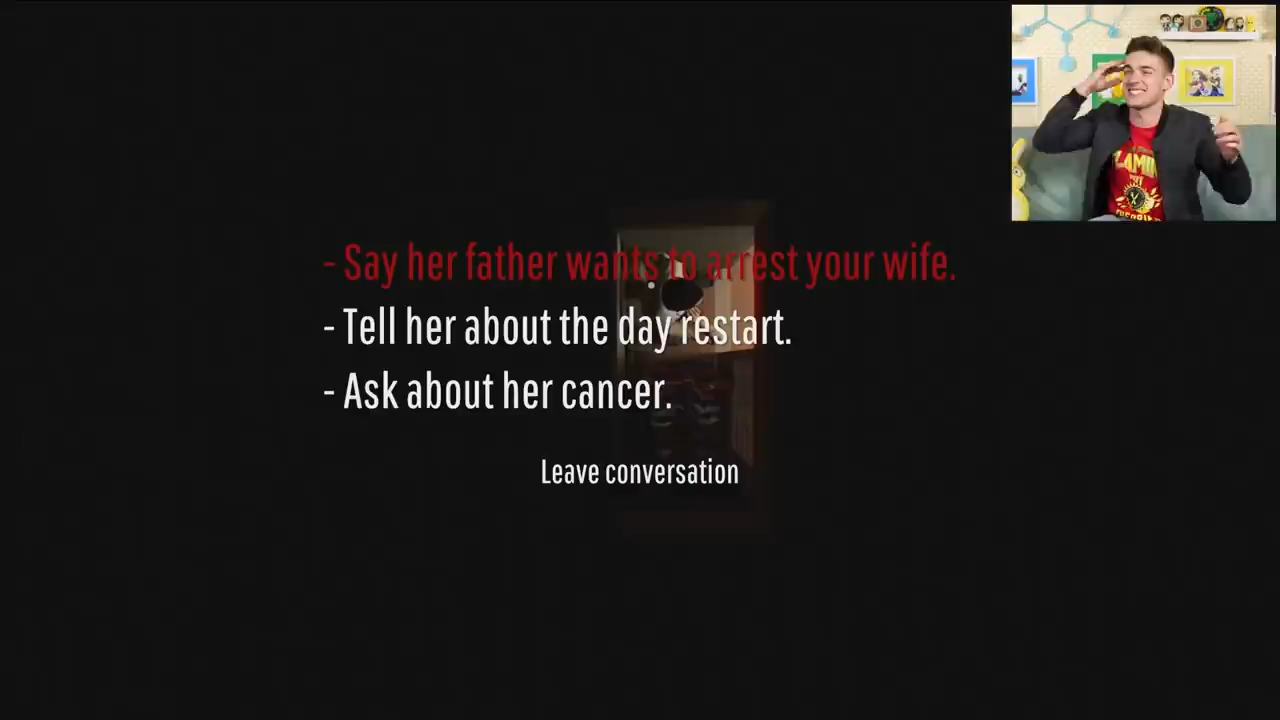 - Say her father wants to arrest your wife.
- Tell her about the day restart.
- Ask about her cancer.
Leave conversation